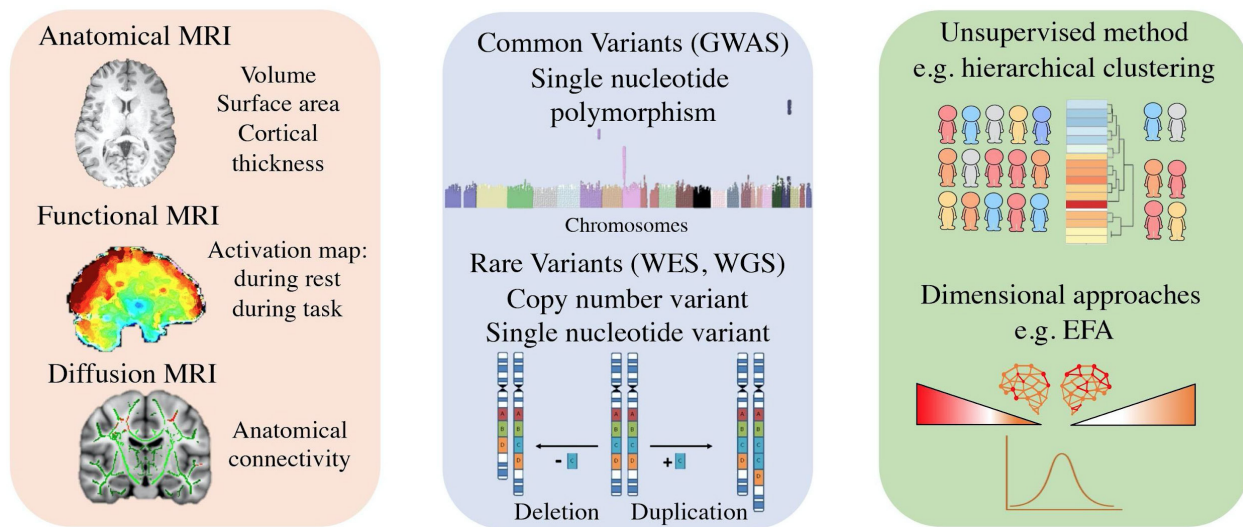 Anatomical MRI
Volume
Surface area
Cortical
thickness
Functional MRI
Activation map:
during rest
during task
Diffusion MRI
Anatomical
connectivity
Common Variants (GWAS)
Single nucleotide
polymorphism
Chromosomes
Rare Variants (WES, WGS)
Copy number variant
Single nucleotide variant
A A A A A A
B B B B B B
D C C C C C
D D D C C
D
- C
+ C
Deletion
Duplication
Unsupervised method
e.g. hierarchical clustering
Dimensional approaches
e.g. EFA